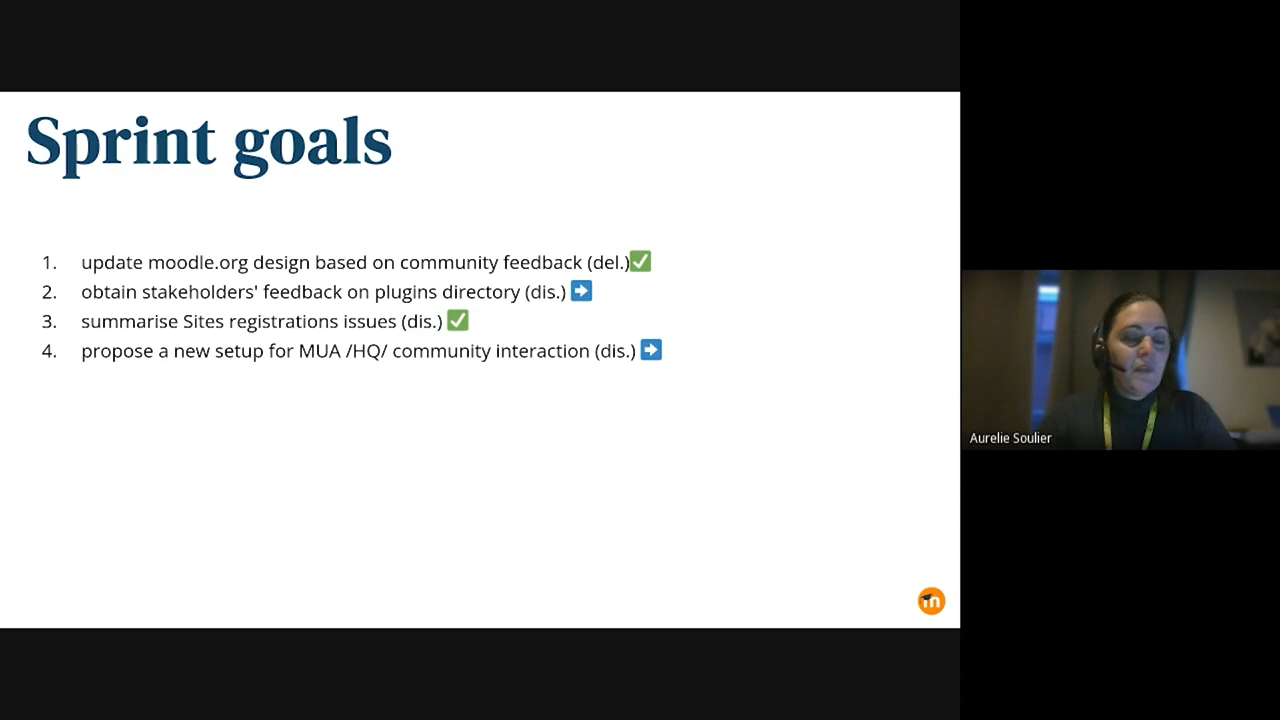 Sprint goals
1. update moodle.org design based on community feedback (del.)✅
2. obtain stakeholders' feedback on plugins directory (dis.) ➡️
3. summarise Sites registrations issues (dis.) ✅
4. propose a new setup for MUA /HQ/ community interaction (dis.) ➡️
m
Aurelie Soulier